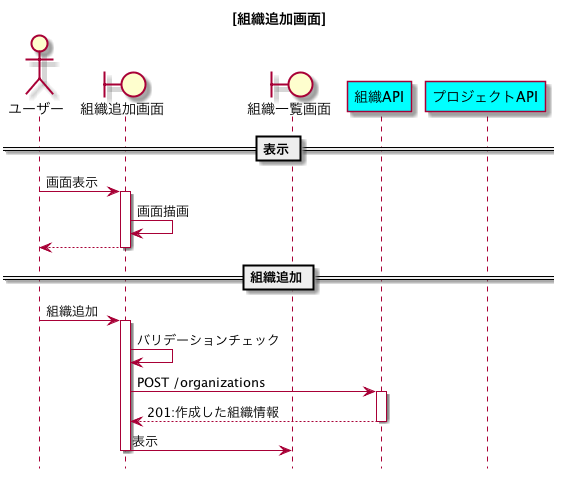 [組織追加画面]
ユーザー
組織追加画面
組織一覧画面
組織API
プロジェクトAPI
表示
画面表示
画面描画
組織追加
組織追加
バリデーションチェック
POST /organizations
201:作成した組織情報
表示